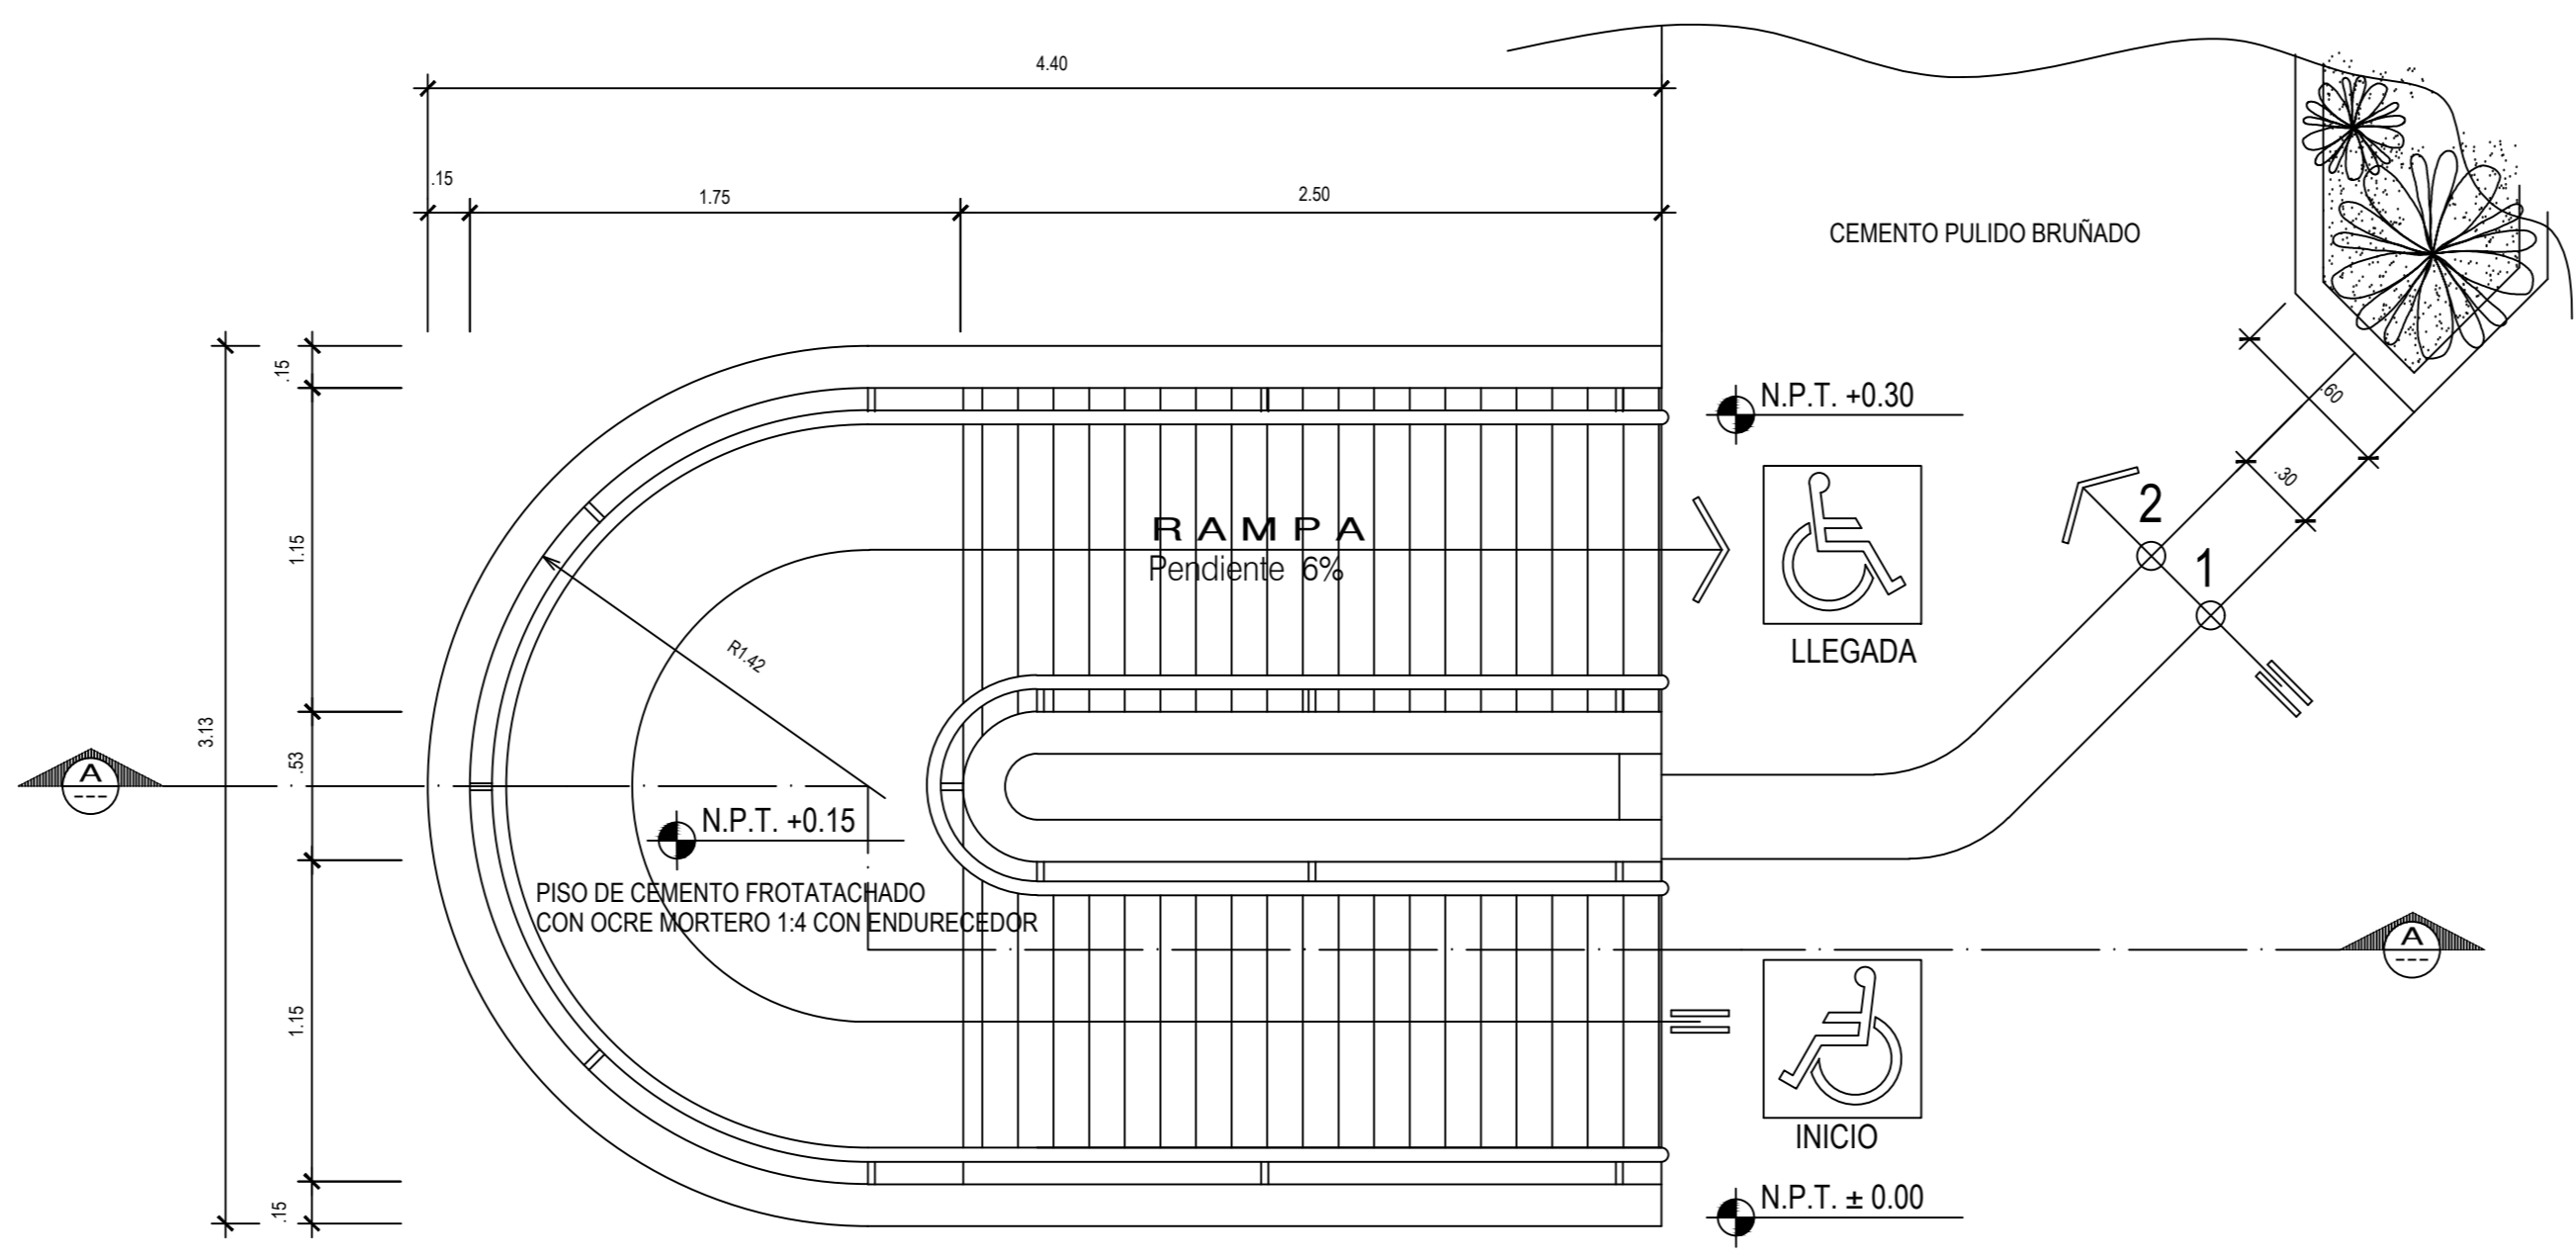 4.40
.15
1.75
2.50
CEMENTO PULIDO BRUÑADO
.15
N.P.T. +0.30
.60
.30
2
1
RAMPA
Pendiente 6%
1.15
LLEGADA
R1.42
3.13
.53
A
N.P.T. +0.15
PISO DE CEMENTO FROTATACHADO
CON OCRE MORTERO 1:4 CON ENDURECEDOR
A
1.15
INICIO
.15
N.P.T. ± 0.00